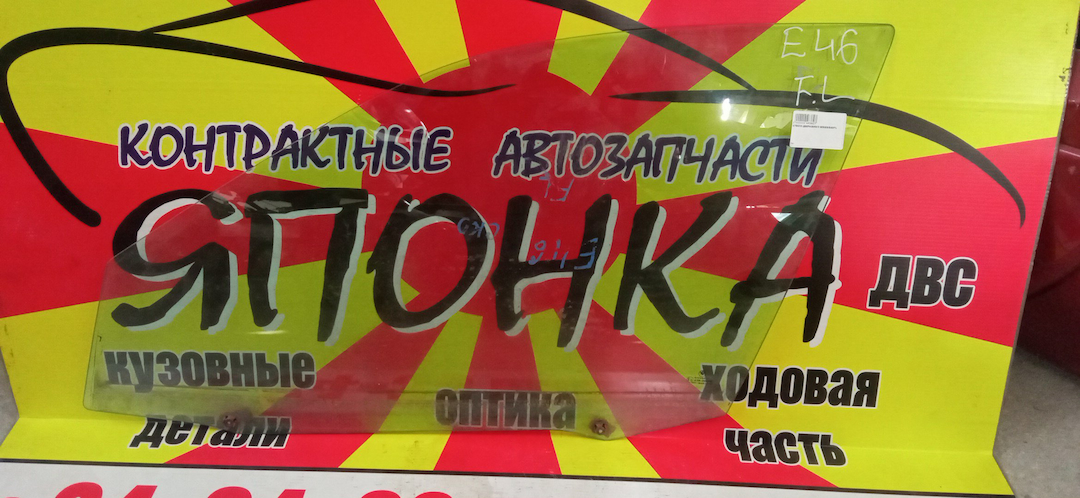 E46
F.L
КОНТРАКТНЫЕ АВТОЗАПЧАСТИ
ЯПОНКА
ДВС
кузовные
детали
оптика
ходовая
часть